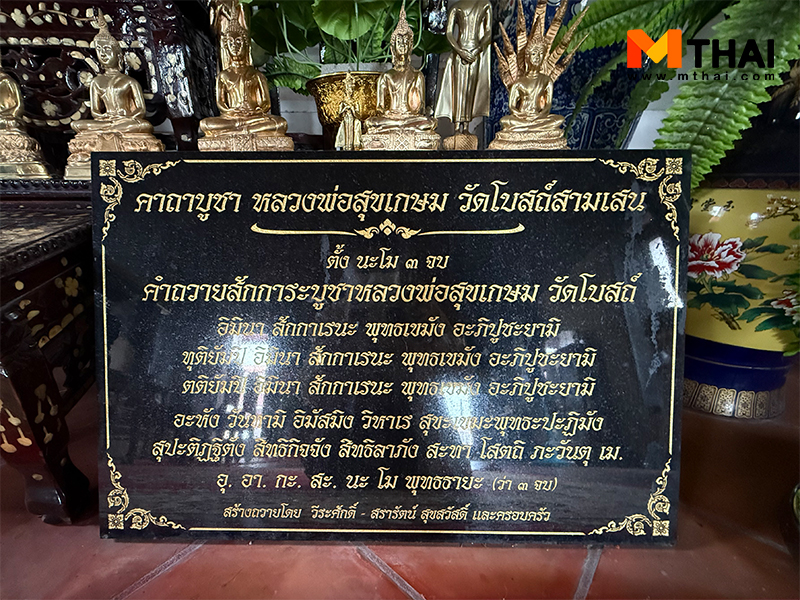 MTHAI
www.mthai.com
คาถาบูชา หลวงพ่อสุขเกษม วัดโบสถ์สามเสน
ตั้ง นะโม ๓ จบ
คำถวายสักการะบูชาหลวงพ่อสุขเกษม วัดโบสถ์
อิมินา สักกาเรนะ พุทธเขมัง อะภิปูชะยามิ
ทุติยัมปิ อิมินา สักกาเรนะ พุทธเขมัง อะภิปูชะยามิ
ตติยัมปิ อิมินา สักกาเรนะ พุทธเขมัง อะภิปูชะยามิ
อะหัง วันทามิ อิมัสมิง วิหาเร สุขะเขมะพุทธะปะฏิมัง
สุปะติฏฐิตัง สิทธิกิจจัง สิทธิลาภัง สะทา โสตถิ ภะวันตุ เม.
อุ. อา. กะ. สะ. นะ โม พุทธธายะ (ว่า ๓ จบ)
สร้างถวายโดย วีระศักดิ์ - สรารัตน์ สุขสวัสดิ์ และครอบครัว